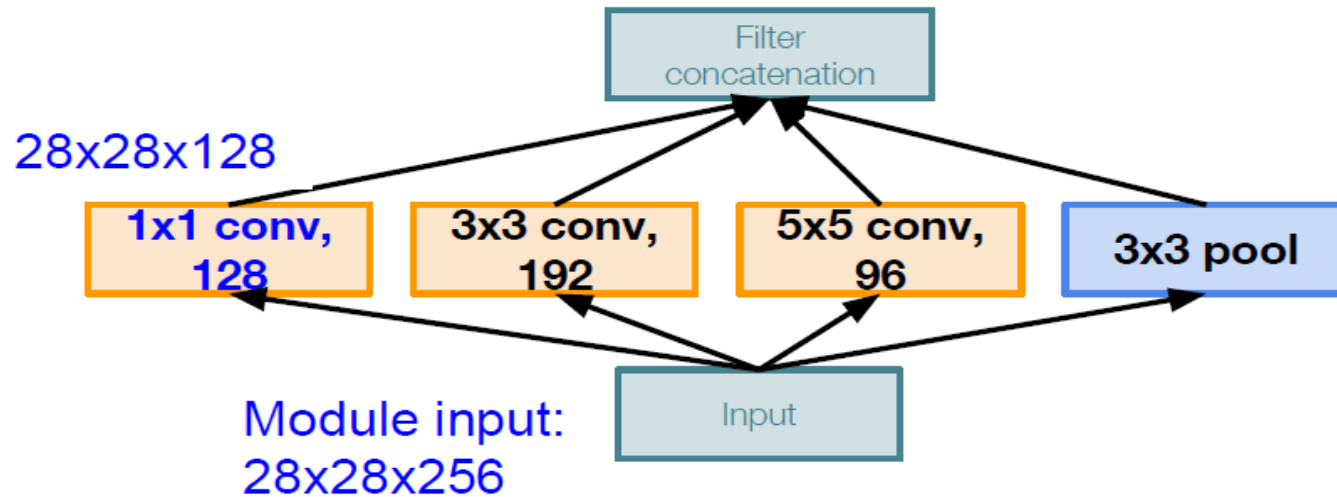 Filter
concatenation
28x28x128
1x1 conv,
128
3x3 conv,
192
5x5 conv,
96
3x3 pool
Input
Module input:
28x28x256